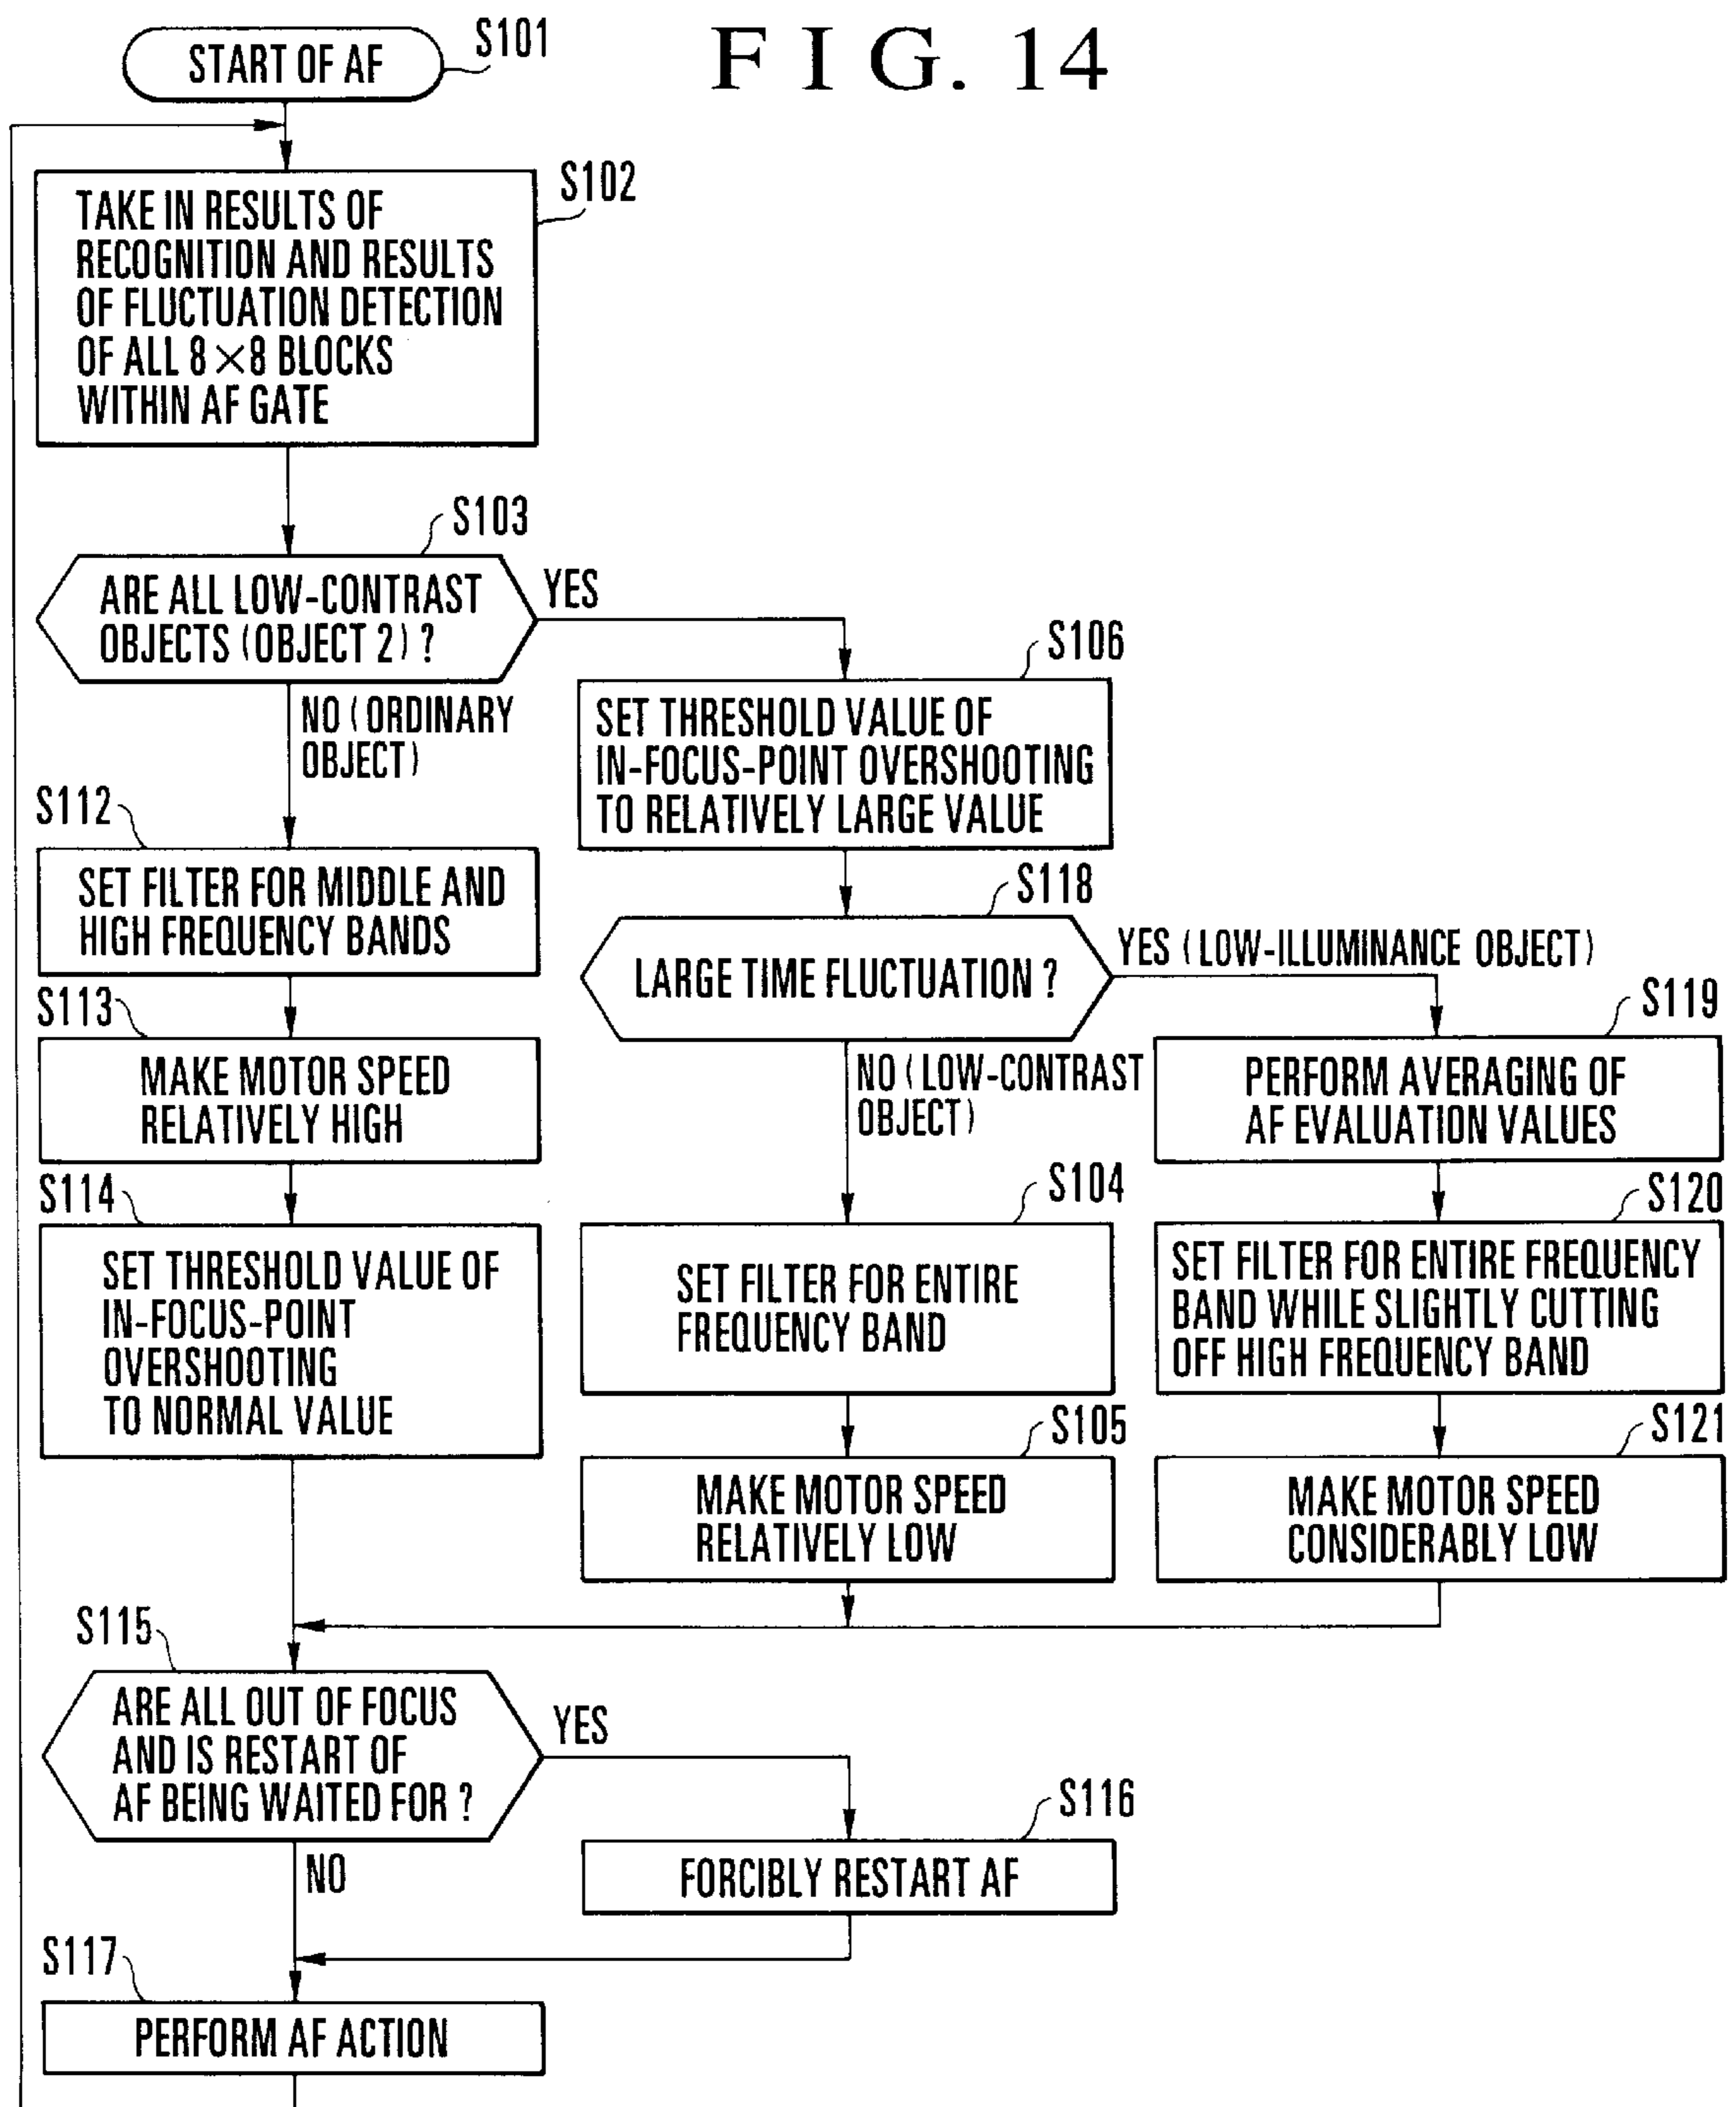 FIG. 14
START OF AF
S101
S102
TAKE IN RESULTS OF
RECOGNITION AND RESULTS
OF FLUCTUATION DETECTION
OF ALL 8×8 BLOCKS
WITHIN AF GATE
S103
ARE ALL LOW-CONTRAST
OBJECTS (OBJECT 2) ?
YES
NO (ORDINARY
OBJECT)
S106
SET THRESHOLD VALUE OF
IN-FOCUS-POINT OVERSHOOTING
TO RELATIVELY LARGE VALUE
S112
SET FILTER FOR MIDDLE AND
HIGH FREQUENCY BANDS
S118
LARGE TIME FLUCTUATION ?
YES (LOW-ILLUMINANCE OBJECT)
NO (LOW-CONTRAST
OBJECT)
S113
MAKE MOTOR SPEED
RELATIVELY HIGH
S119
PERFORM AVERAGING OF
AF EVALUATION VALUES
S114
SET THRESHOLD VALUE OF
IN-FOCUS-POINT
OVERSHOOTING
TO NORMAL VALUE
S104
SET FILTER FOR ENTIRE
FREQUENCY BAND
S120
SET FILTER FOR ENTIRE FREQUENCY
BAND WHILE SLIGHTLY CUTTING
OFF HIGH FREQUENCY BAND
S105
MAKE MOTOR SPEED
RELATIVELY LOW
S121
MAKE MOTOR SPEED
CONSIDERABLY LOW
S115
ARE ALL OUT OF FOCUS
AND IS RESTART OF
AF BEING WAITED FOR ?
YES
NO
S116
FORCIBLY RESTART AF
S117
PERFORM AF ACTION